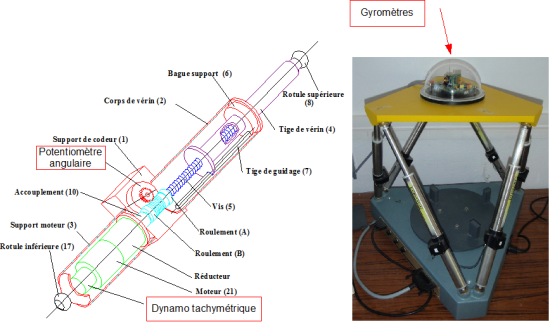 Gyromètres
Bague support (6)
Corps de vérin (2)
Rotule supérieure
(8)
Support de codeur (1)
Tige de vérin (4)
Potentiomètre
angulaire
Tige de guidage (7)
Accouplement (10)
Vis (5)
Support moteur (3)
Roulement (A)
Rotule inférieure (17)
Roulement (B)
Réducteur
Moteur (21)
Dynamo tachymétrique